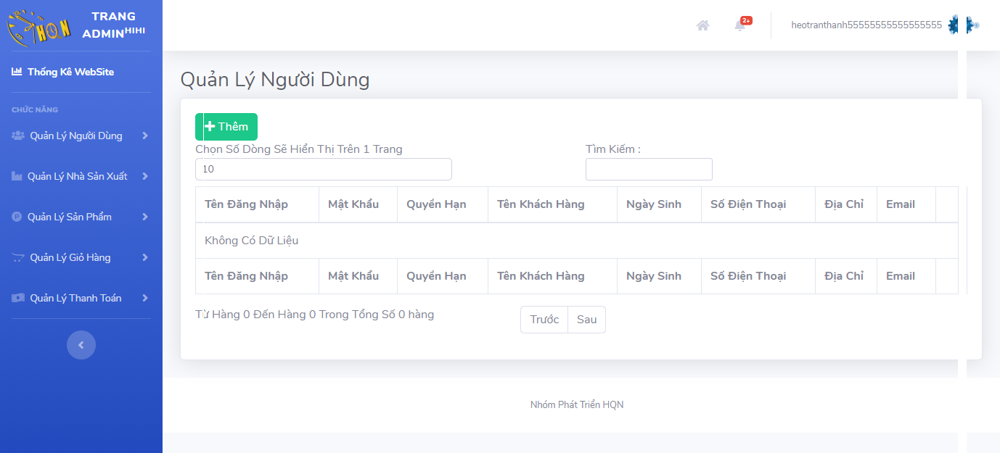 HQN
TRANG
ADMINHIHI
2+
heotranthanh55555555555555555
Thống Kê WebSite
CHỨC NĂNG
Quản Lý Người Dùng
Quản Lý Nhà Sản Xuất
P Quản Lý Sản Phẩm
Quản Lý Giỏ Hàng
Quản Lý Thanh Toán
Quản Lý Người Dùng
Thêm
Chọn Số Dòng Sẽ Hiển Thị Trên 1 Trang Tìm Kiếm :
10
Tên Đăng Nhập Mật Khẩu Quyền Hạn Tên Khách Hàng Ngày Sinh Số Điện Thoại Địa Chỉ Email
Không Có Dữ Liệu
Tên Đăng Nhập Mật Khẩu Quyền Hạn Tên Khách Hàng Ngày Sinh Số Điện Thoại Địa Chỉ Email
Từ Hàng 0 Đến Hàng 0 Trong Tổng Số 0 hàng Trước Sau
Nhóm Phát Triển HQN